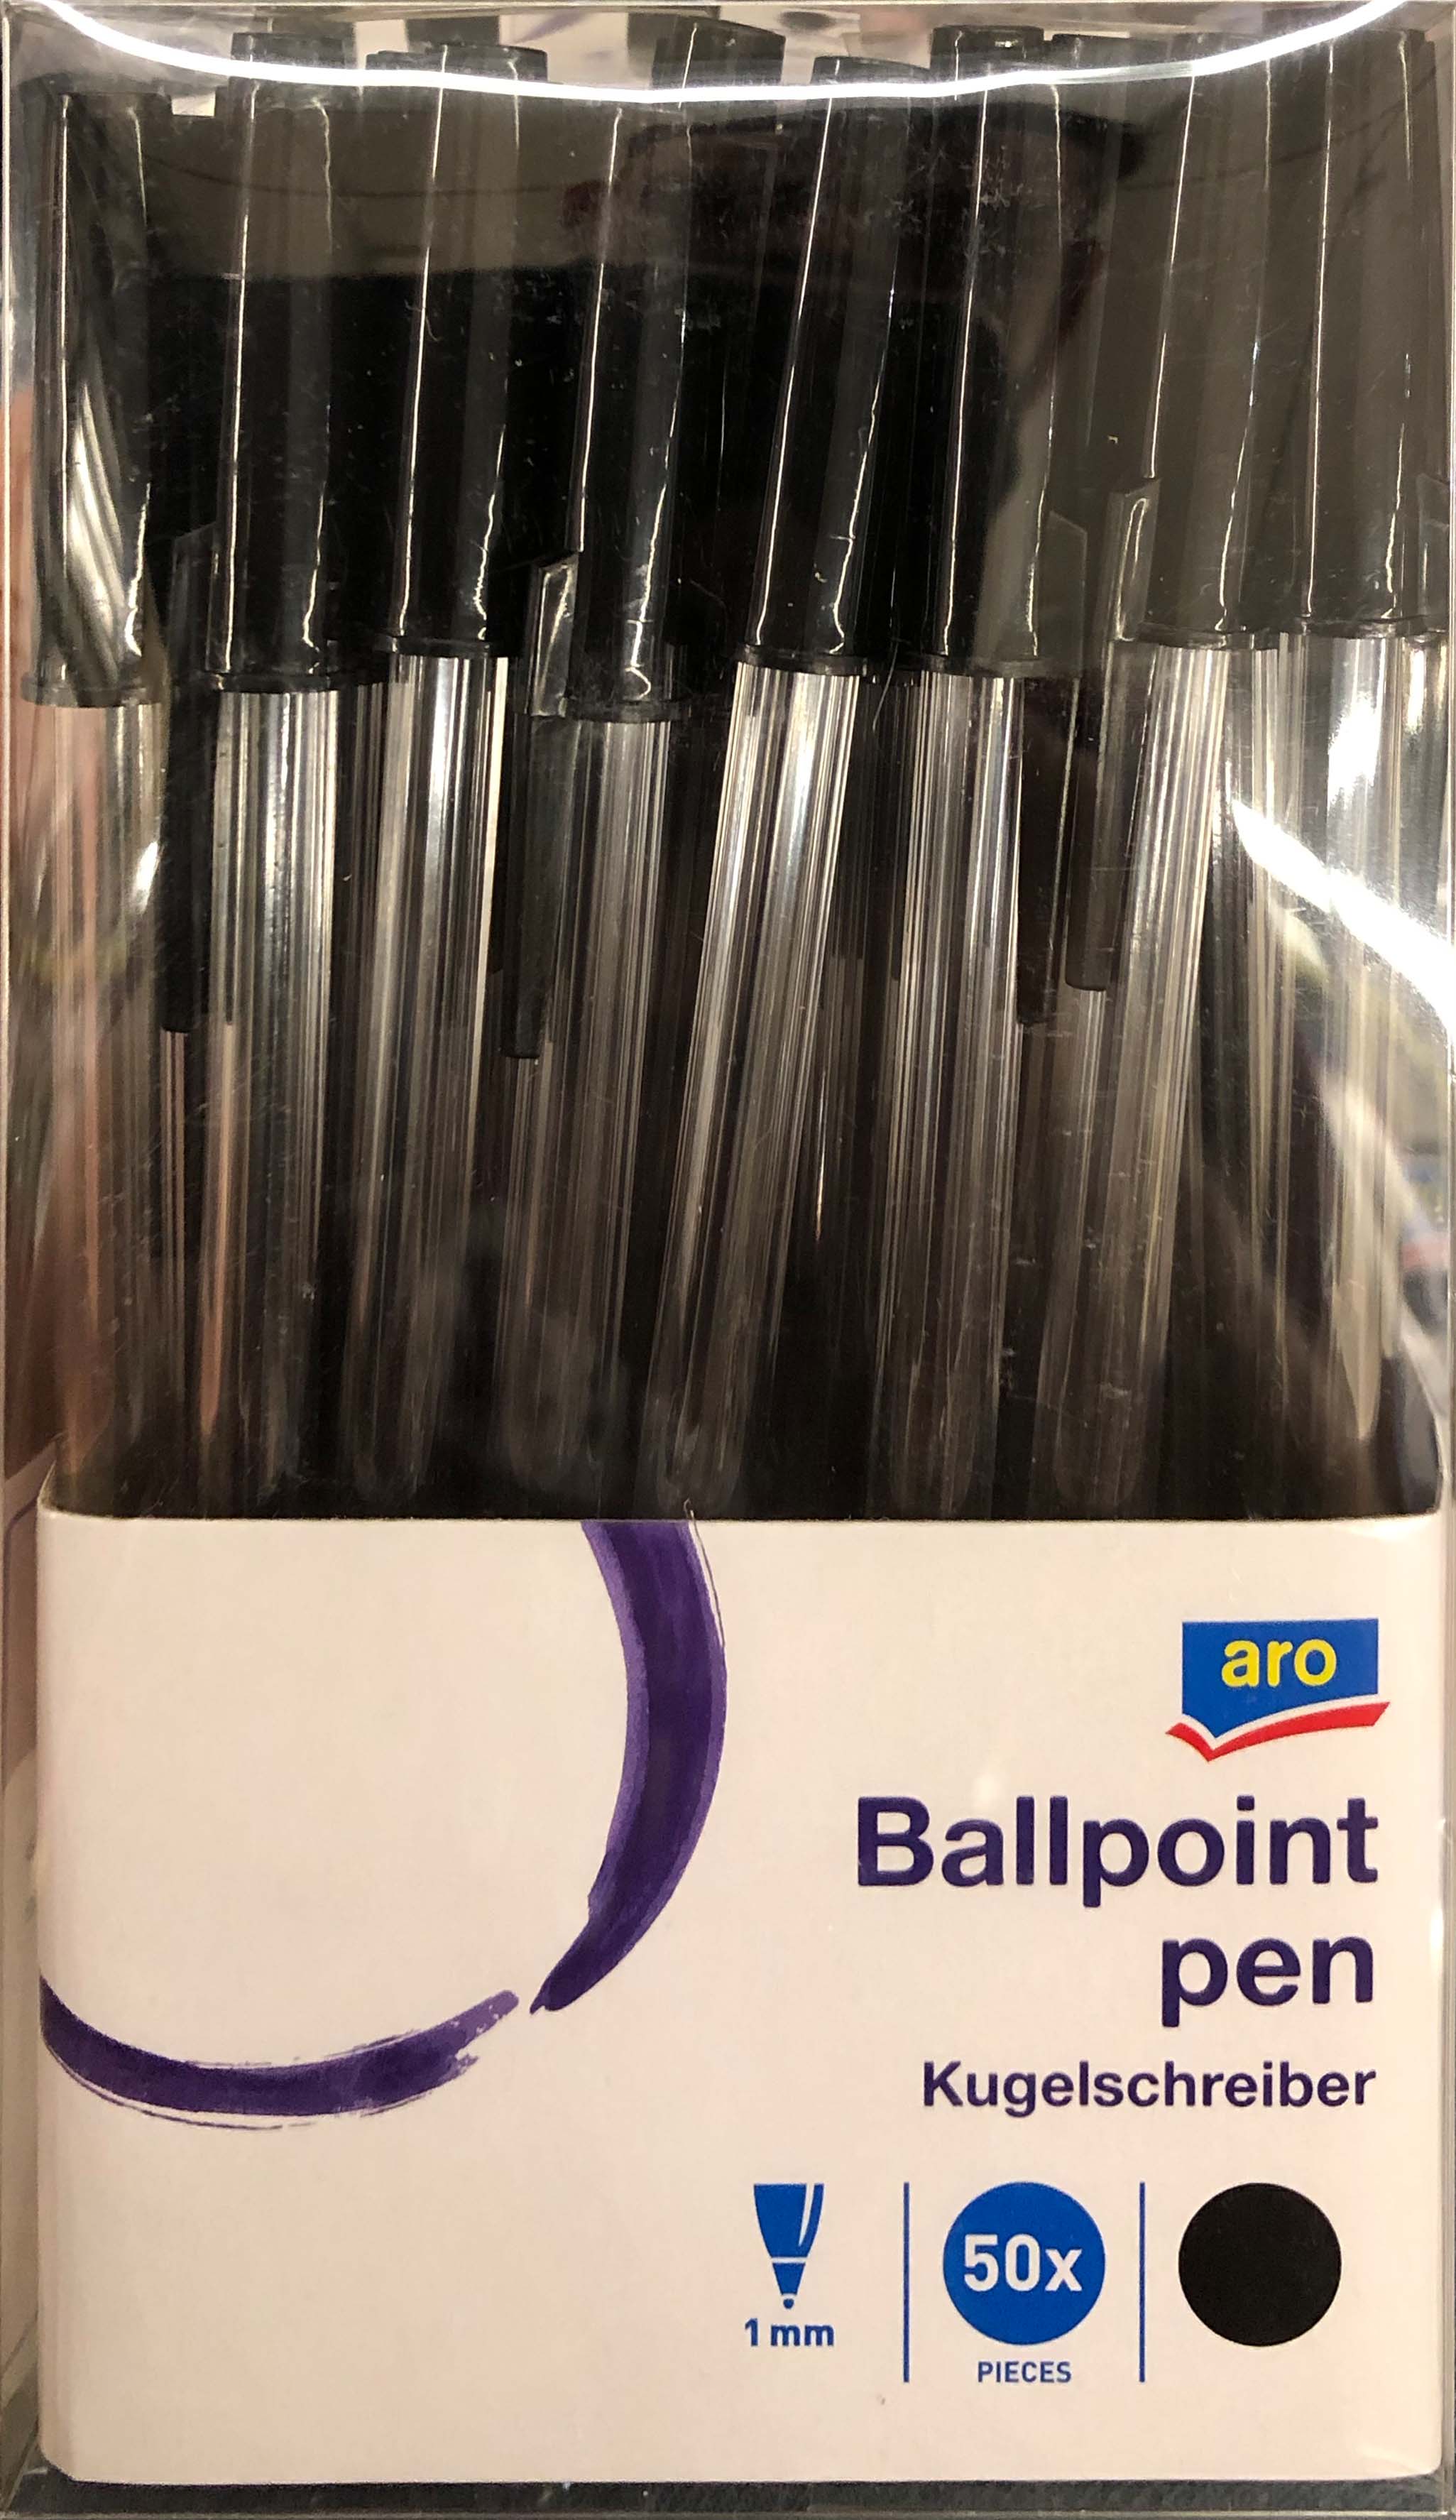 aro
Ballpoint
pen
Kugelschreiber
1 mm
50x
PIECES